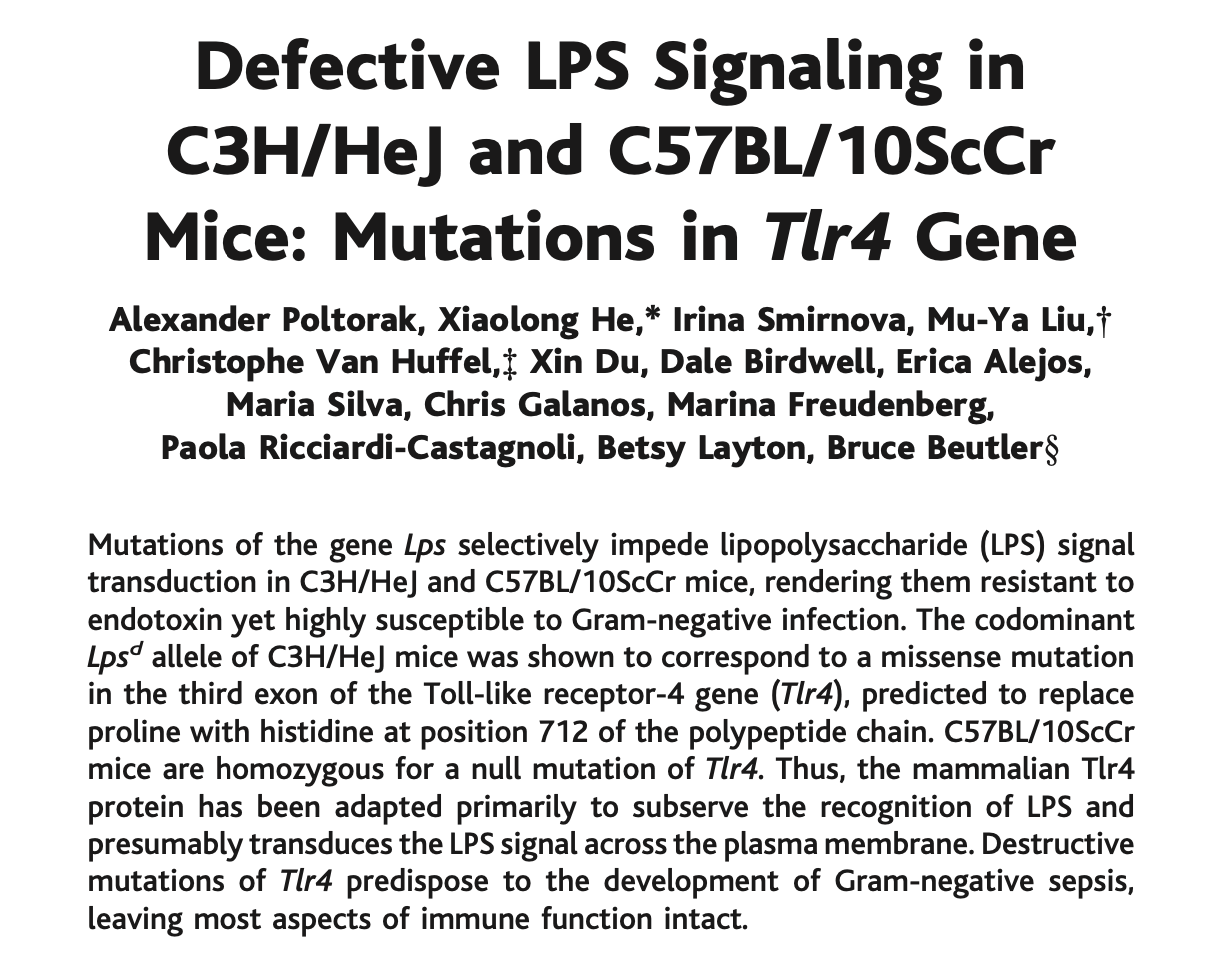 Defective LPS Signaling in
C3H/HeJ and C57BL/10ScCr
Mice: Mutations in Tlr4 Gene
Alexander Poltorak, Xiaolong He,* Irina Smirnova, Mu-Ya Liu,†
Christophe Van Huffel,‡ Xin Du, Dale Birdwell, Erica Alejos,
Maria Silva, Chris Galanos, Marina Freudenberg,
Paola Ricciardi-Castagnoli, Betsy Layton, Bruce Beutler§
Mutations of the gene Lps selectively impede lipopolysaccharide (LPS) signal
transduction in C3H/HeJ and C57BL/10ScCr mice, rendering them resistant to
endotoxin yet highly susceptible to Gram-negative infection. The codominant
Lpsᵈ allele of C3H/HeJ mice was shown to correspond to a missense mutation
in the third exon of the Toll-like receptor-4 gene (Tlr4), predicted to replace
proline with histidine at position 712 of the polypeptide chain. C57BL/10ScCr
mice are homozygous for a null mutation of Tlr4. Thus, the mammalian Tlr4
protein has been adapted primarily to subserve the recognition of LPS and
presumably transduces the LPS signal across the plasma membrane. Destructive
mutations of Tlr4 predispose to the development of Gram-negative sepsis,
leaving most aspects of immune function intact.